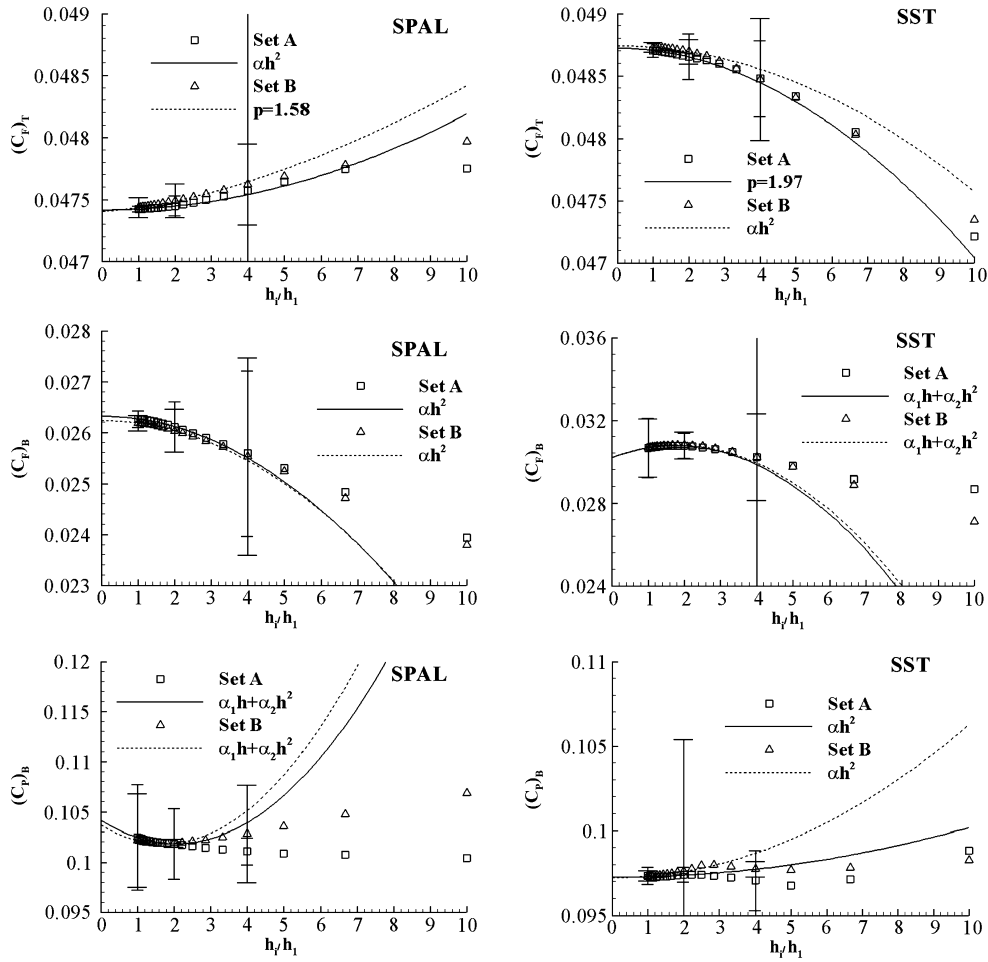 SPAL
0.049
0.0485
0.048
0.0475
0.047
Set A
αh²
Set B
p=1.58
(C_F)_T
0 1 2 3 4 5 6 7 8 9 10
h_i/h_1
SST
0.049
0.0485
0.048
0.0475
0.047
Set A
p=1.97
Set B
αh²
(C_F)_T
0 1 2 3 4 5 6 7 8 9 10
h_i/h_1
SPAL
0.028
0.027
0.026
0.025
0.024
0.023
Set A
αh²
Set B
αh²
(C_F)_B
0 1 2 3 4 5 6 7 8 9 10
h_i/h_1
SST
0.036
0.032
0.028
0.024
Set A
α₁h+α₂h²
Set B
α₁h+α₂h²
(C_F)_B
0 1 2 3 4 5 6 7 8 9 10
h_i/h_1
SPAL
0.12
0.115
0.11
0.105
0.1
0.095
Set A
α₁h+α₂h²
Set B
α₁h+α₂h²
(C_P)_B
0 1 2 3 4 5 6 7 8 9 10
h_i/h_1
SST
0.11
0.105
0.1
0.095
Set A
αh²
Set B
αh²
(C_P)_B
0 1 2 3 4 5 6 7 8 9 10
h_i/h_1